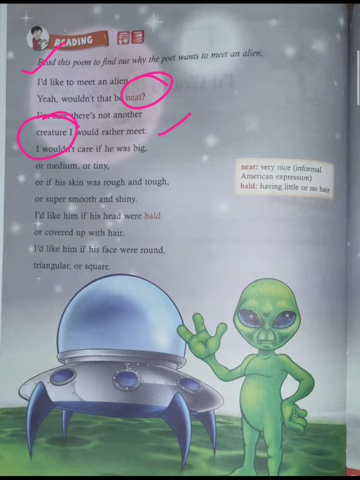 READING
Read this poem to find out why the poet wants to meet an alien.
I'd like to meet an alien
Yeah, wouldn't that be neat?
I'm sure there's not another
creature I would rather meet.
I wouldn't care if he was big,
or medium, or tiny,
or if his skin was rough and tough,
or super smooth and shiny.
I'd like him if his head were bald
or covered up with hair.
I'd like him if his face were round,
triangular, or square.
neat: very nice (informal
American expression)
bald: having little or no hair